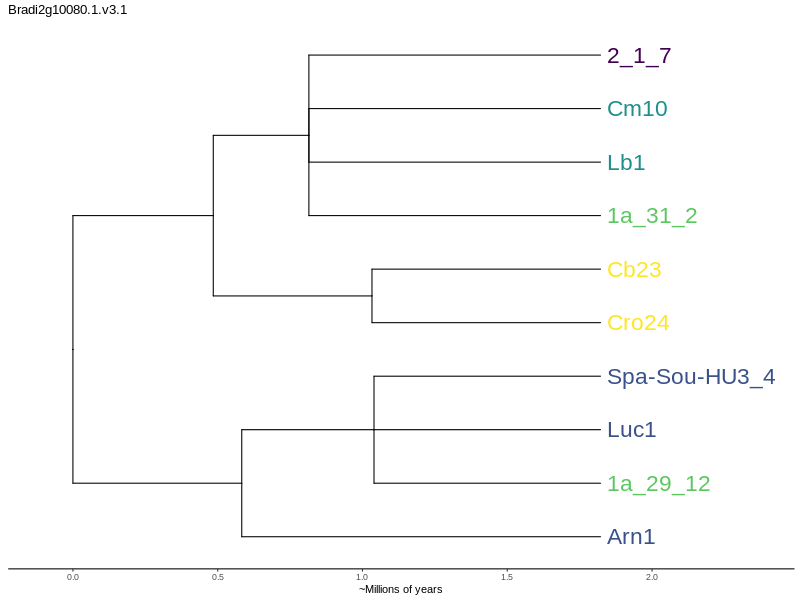 Bradi2g10080.1.v3.1
2_1_7
Cm10
Lb1
1a_31_2
Cb23
Cro24
Spa-Sou-HU3_4
Luc1
1a_29_12
Arn1
0.0 0.5 1.0 1.5 2.0
~Millions of years